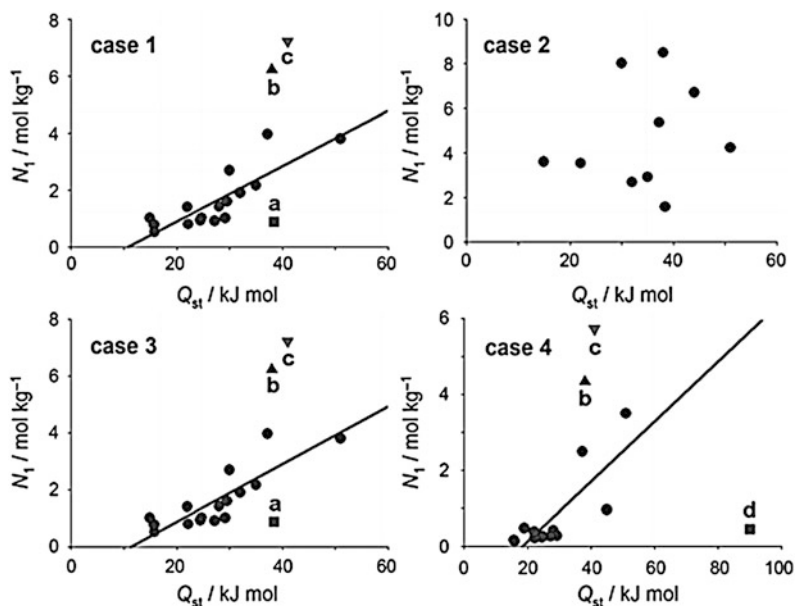 8
case 1
c
b
6
4
2
0
a
N₁ / mol kg⁻¹
0 20 40 60
Qst / kJ mol
10
case 2
8
6
4
2
0
N₁ / mol kg⁻¹
0 20 40 60
Qst / kJ mol
8
case 3
c
b
6
4
2
0
a
N₁ / mol kg⁻¹
0 20 40 60
Qst / kJ mol
6
case 4
c
b
4
2
0
d
N₁ / mol kg⁻¹
0 20 40 60 80 100
Qst / kJ mol